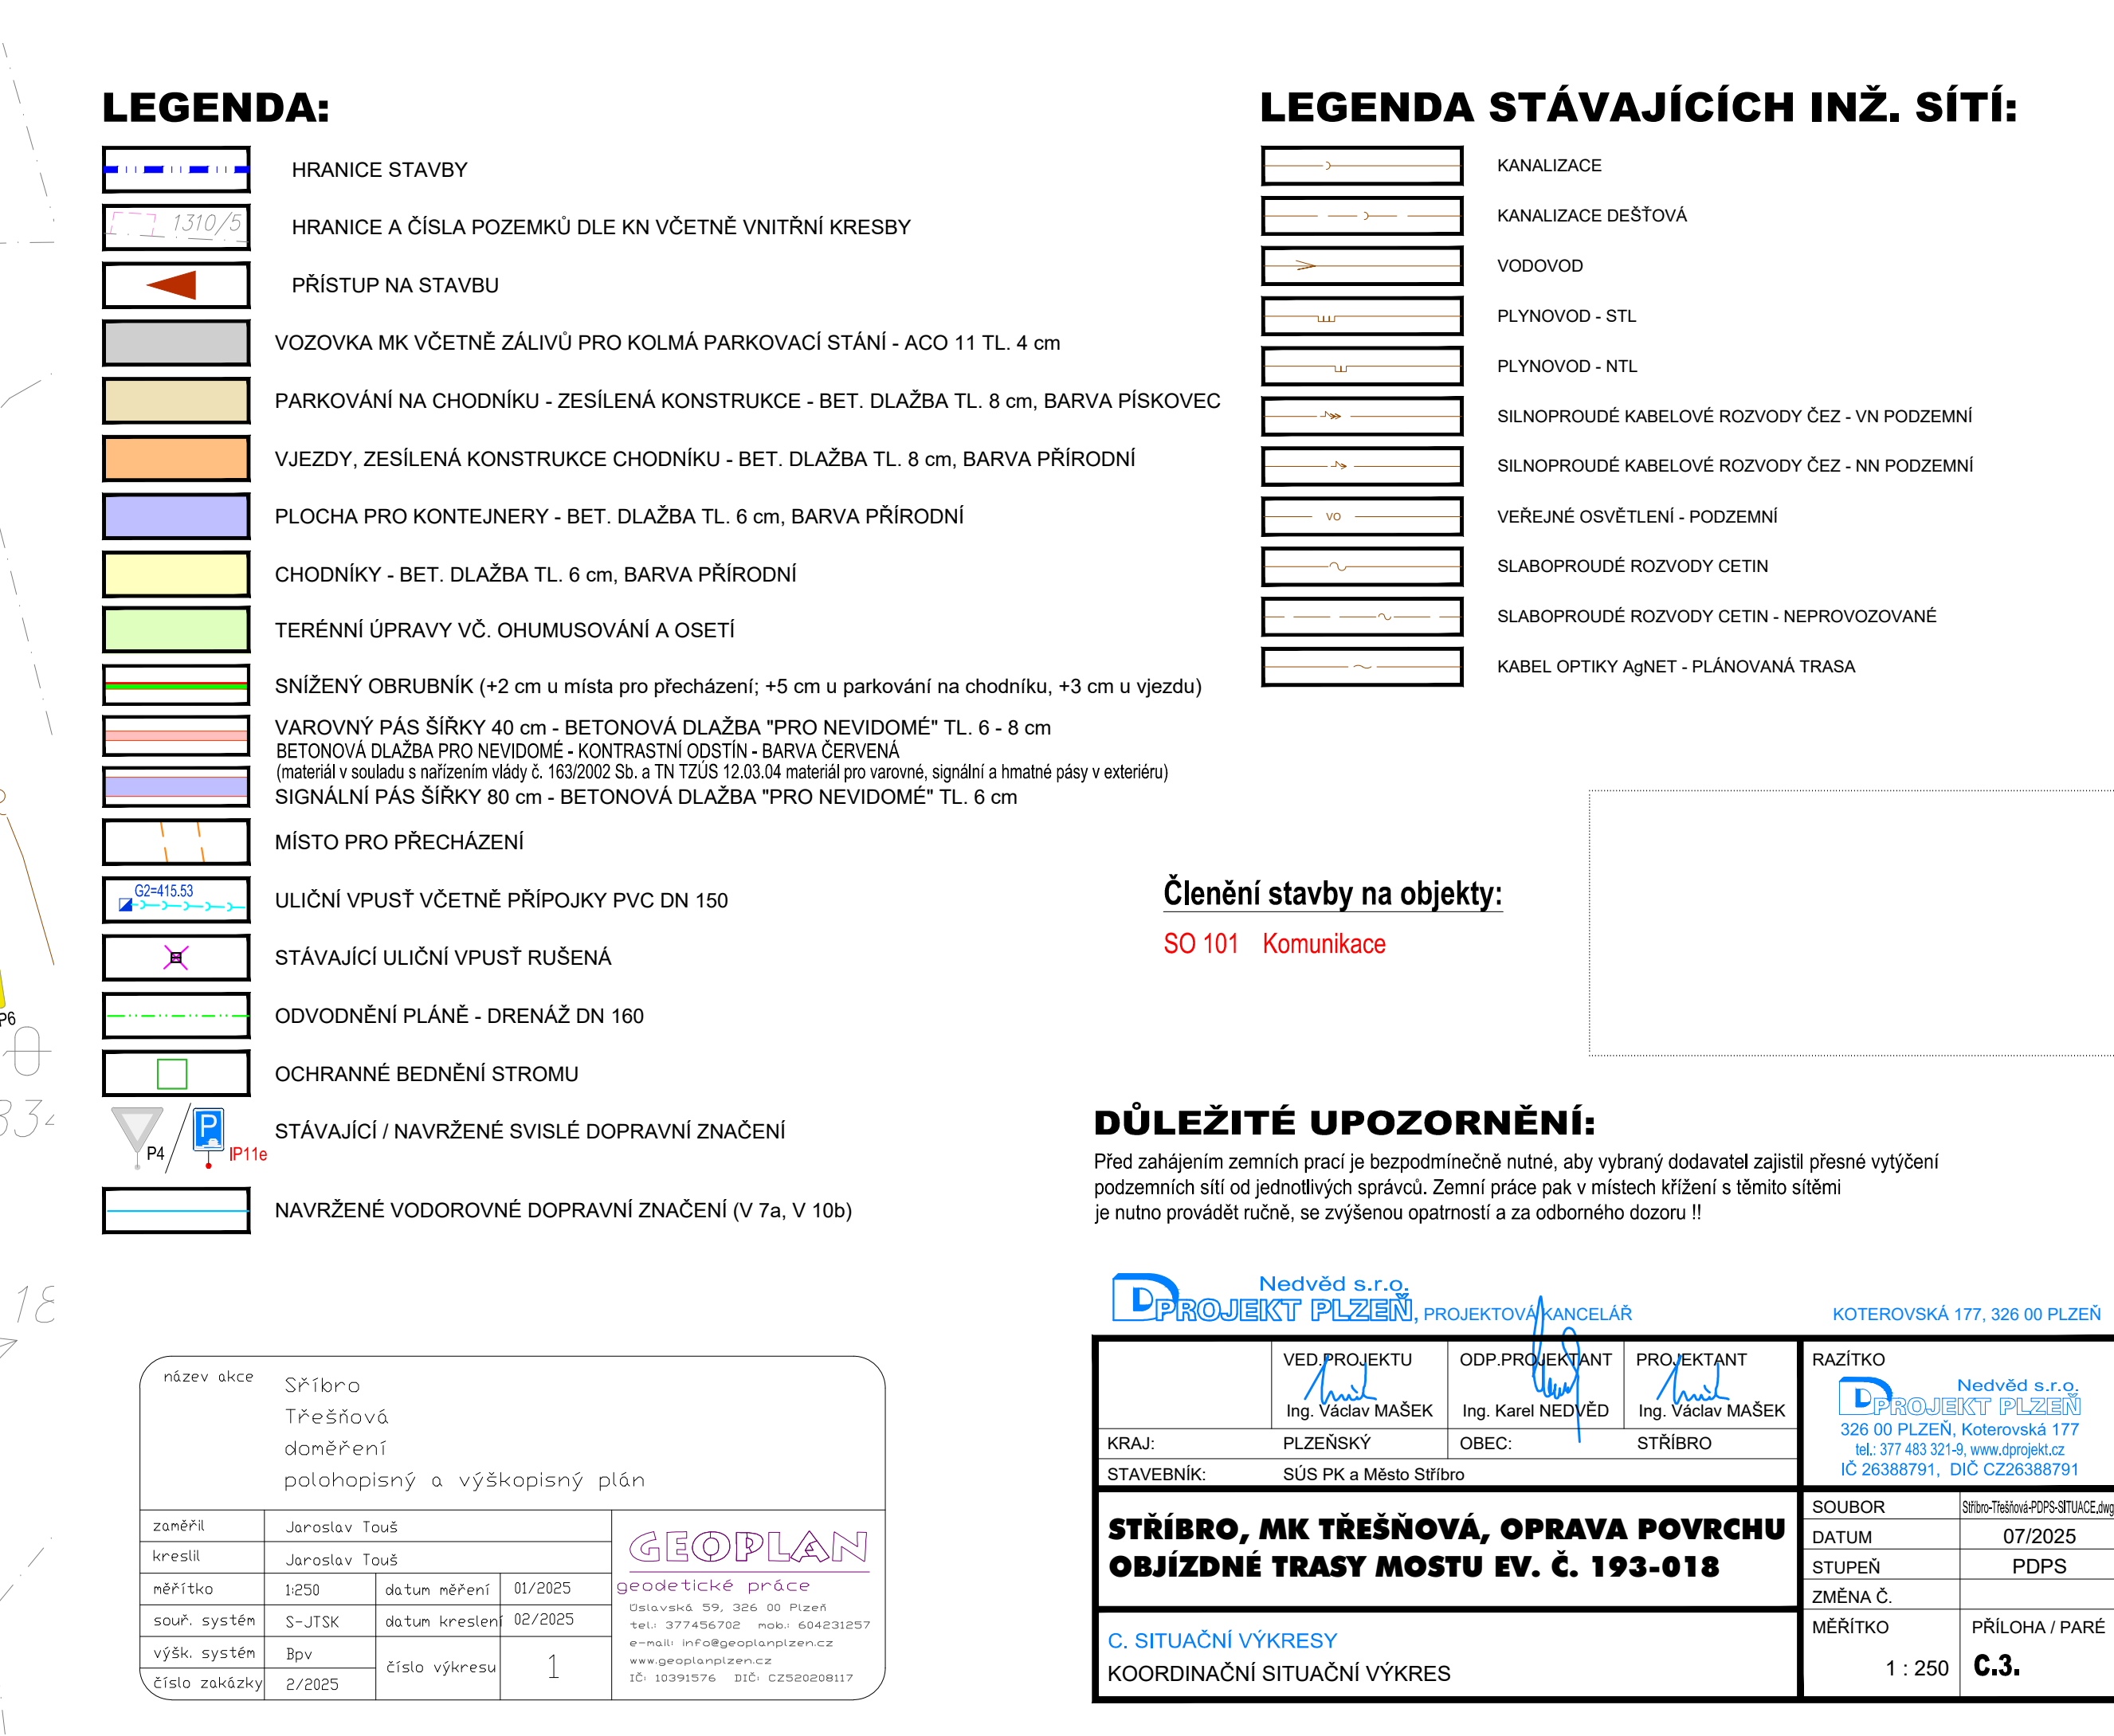 LEGENDA:
HRANICE STAVBY
1310/5
HRANICE A ČÍSLA POZEMKŮ DLE KN VČETNĚ VNITŘNÍ KRESBY
PŘÍSTUP NA STAVBU
VOZOVKA MK VČETNĚ ZÁLIVŮ PRO KOLMÁ PARKOVACÍ STÁNÍ - ACO 11 TL. 4 cm
PARKOVÁNÍ NA CHODNÍKU - ZESÍLENÁ KONSTRUKCE - BET. DLAŽBA TL. 8 cm, BARVA PÍSKOVEC
VJEZDY, ZESÍLENÁ KONSTRUKCE CHODNÍKU - BET. DLAŽBA TL. 8 cm, BARVA PŘÍRODNÍ
PLOCHA PRO KONTEJNERY - BET. DLAŽBA TL. 6 cm, BARVA PŘÍRODNÍ
CHODNÍKY - BET. DLAŽBA TL. 6 cm, BARVA PŘÍRODNÍ
TERÉNNÍ ÚPRAVY VČ. OHUMUSOVÁNÍ A OSETÍ
SNÍŽENÝ OBRUBNÍK (+2 cm u místa pro přecházení; +5 cm u parkování na chodníku, +3 cm u vjezdu)
VAROVNÝ PÁS ŠÍŘKY 40 cm - BETONOVÁ DLAŽBA "PRO NEVIDOMÉ" TL. 6 - 8 cm
BETONOVÁ DLAŽBA PRO NEVIDOMÉ - KONTRASTNÍ ODSTÍN - BARVA ČERVENÁ
(materiál v souladu s nařízením vlády č. 163/2002 Sb. a TN TZÚS 12.03.04 materiál pro varovné, signální a hmatné pásy v exteriéru)
SIGNÁLNÍ PÁS ŠÍŘKY 80 cm - BETONOVÁ DLAŽBA "PRO NEVIDOMÉ" TL. 6 cm
MÍSTO PRO PŘECHÁZENÍ
G2=415.53
ULIČNÍ VPUSŤ VČETNĚ PŘÍPOJKY PVC DN 150
STÁVAJÍCÍ ULIČNÍ VPUSŤ RUŠENÁ
ODVODNĚNÍ PLÁNĚ - DRENÁŽ DN 160
OCHRANNÉ BEDNĚNÍ STROMU
P4
P
IP11e
STÁVAJÍCÍ / NAVRŽENÉ SVISLÉ DOPRAVNÍ ZNAČENÍ
NAVRŽENÉ VODOROVNÉ DOPRAVNÍ ZNAČENÍ (V 7a, V 10b)
P6
334
18
LEGENDA STÁVAJÍCÍCH INŽ. SÍTÍ:
KANALIZACE
KANALIZACE DEŠŤOVÁ
VODOVOD
PLYNOVOD - STL
PLYNOVOD - NTL
SILNOPROUDÉ KABELOVÉ ROZVODY ČEZ - VN PODZEMNÍ
SILNOPROUDÉ KABELOVÉ ROZVODY ČEZ - NN PODZEMNÍ
VO
VEŘEJNÉ OSVĚTLENÍ - PODZEMNÍ
SLABOPROUDÉ ROZVODY CETIN
SLABOPROUDÉ ROZVODY CETIN - NEPROVOZOVANÉ
KABEL OPTIKY AgNET - PLÁNOVANÁ TRASA
Členění stavby na objekty:
SO 101 Komunikace
DŮLEŽITÉ UPOZORNĚNÍ:
Před zahájením zemních prací je bezpodmínečně nutné, aby vybraný dodavatel zajistil přesné vytýčení
podzemních sítí od jednotlivých správců. Zemní práce pak v místech křížení s těmito sítěmi
je nutno provádět ručně, se zvýšenou opatrností a za odborného dozoru !!
název akce
Sříbro
Třešňová
doměření
polohopisný a výškopisný plán
zaměřil Jaroslav Touš
kreslil Jaroslav Touš
měřítko 1:250 datum měření 01/2025
souř. systém S-JTSK datum kreslení 02/2025
výšk. systém Bpv
číslo výkresu 1
číslo zakázky 2/2025
GEOPLAN
geodetické práce
Úslavská 59, 326 00 Plzeň
tel.: 377456702 mob.: 604231257
e-mail: info@geoplanplzen.cz
www.geoplanplzen.cz
IČ: 10391576 DIČ: CZ520208117
Nedvěd s.r.o.
DPROJEKT PLZEŇ, PROJEKTOVÁ KANCELÁŘ
KOTEROVSKÁ 177, 326 00 PLZEŇ
VED.PROJEKTU ODP.PROJEKTANT PROJEKTANT
Ing. Václav MAŠEK Ing. Karel NEDVĚD Ing. Václav MAŠEK
KRAJ: PLZEŇSKÝ OBEC: STŘÍBRO
STAVEBNÍK: SÚS PK a Město Stříbro
RAZÍTKO
Nedvěd s.r.o.
DPROJEKT PLZEŇ
326 00 PLZEŇ, Koterovská 177
tel.: 377 483 321-9, www.dprojekt.cz
IČ 26388791, DIČ CZ26388791
STŘÍBRO, MK TŘEŠŇOVÁ, OPRAVA POVRCHU
OBJÍZDNÉ TRASY MOSTU EV. Č. 193-018
C. SITUAČNÍ VÝKRESY
KOORDINAČNÍ SITUAČNÍ VÝKRES
SOUBOR Stříbro-Třešňová-PDPS-SITUACE.dwg
DATUM 07/2025
STUPEŇ PDPS
ZMĚNA Č.
MĚŘÍTKO PŘÍLOHA / PARÉ
1 : 250 C.3.